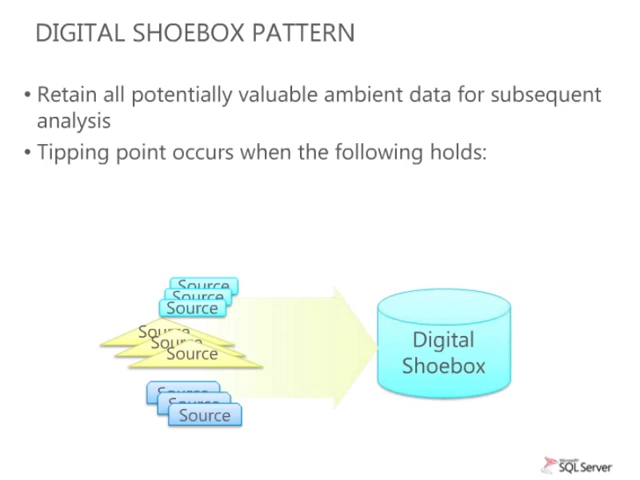 DIGITAL SHOEBOX PATTERN
• Retain all potentially valuable ambient data for subsequent
analysis
• Tipping point occurs when the following holds:
Source
Source
Source
Source
Source
Source
Source
Source
Source
Digital
Shoebox
Microsoft
SQL Server